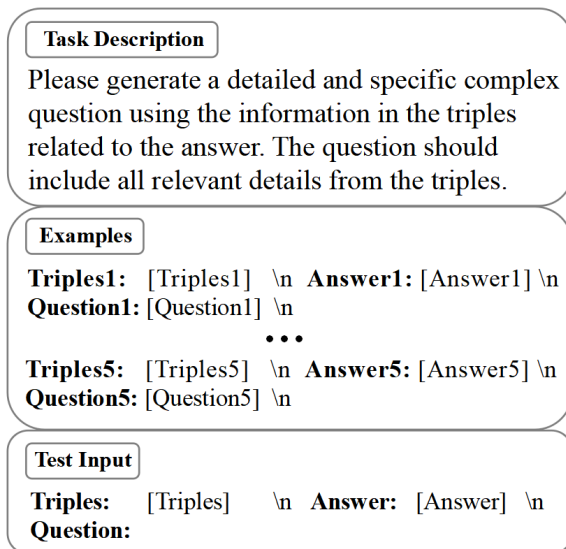 Task Description
Please generate a detailed and specific complex
question using the information in the triples
related to the answer. The question should
include all relevant details from the triples.
Examples
Triples1: [Triples1] \n Answer1: [Answer1] \n
Question1: [Question1] \n
•••
Triples5: [Triples5] \n Answer5: [Answer5] \n
Question5: [Question5] \n
Test Input
Triples: [Triples] \n Answer: [Answer] \n
Question: